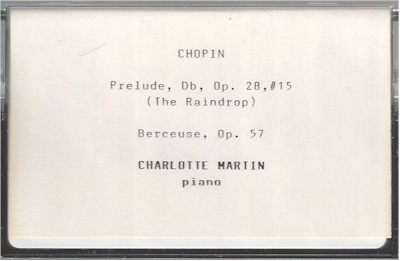 CHOPIN
Prelude, Db, Op. 28,#15
(The Raindrop)
Berceuse, Op. 57
CHARLOTTE MARTIN
piano